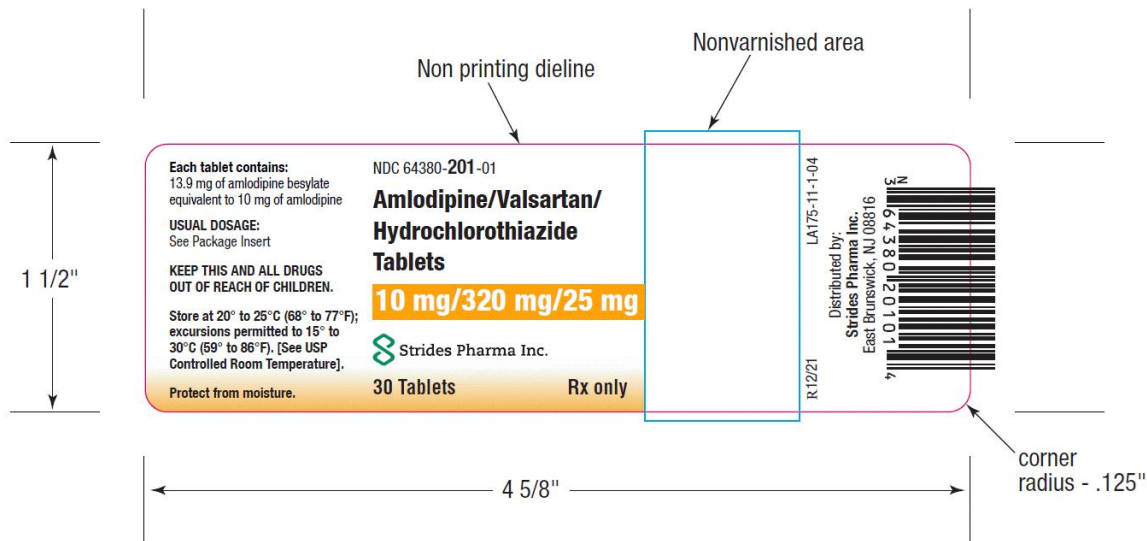 Nonvarnished area
Non printing dieline
Each tablet contains:
13.9 mg of amlodipine besylate
equivalent to 10 mg of amlodipine
USUAL DOSAGE:
See Package Insert
KEEP THIS AND ALL DRUGS
OUT OF REACH OF CHILDREN.
Store at 20° to 25°C (68° to 77°F);
excursions permitted to 15° to
30°C (59° to 86°F). [See USP
Controlled Room Temperature].
Protect from moisture.
NDC 64380-201-01
Amlodipine/Valsartan/
Hydrochlorothiazide
Tablets
10 mg/320 mg/25 mg
Strides Pharma Inc.
30 Tablets Rx only
R12/21 LA175-11-1-04
Distributed by:
Strides Pharma Inc.
East Brunswick, NJ 08816
N
3 64380 20101 4
1 1/2"
4 5/8"
corner
radius - .125"